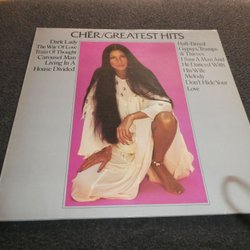 CHÉR/GREATEST HITS
Dark Lady
The Way Of Love
Train Of Thought
Carousel Man
Living In A
House Divided
Half-Breed
Gypsys, Tramps
& Thieves
I Saw A Man And
He Danced With
His Wife
Melody
Don't Hide Your
Love